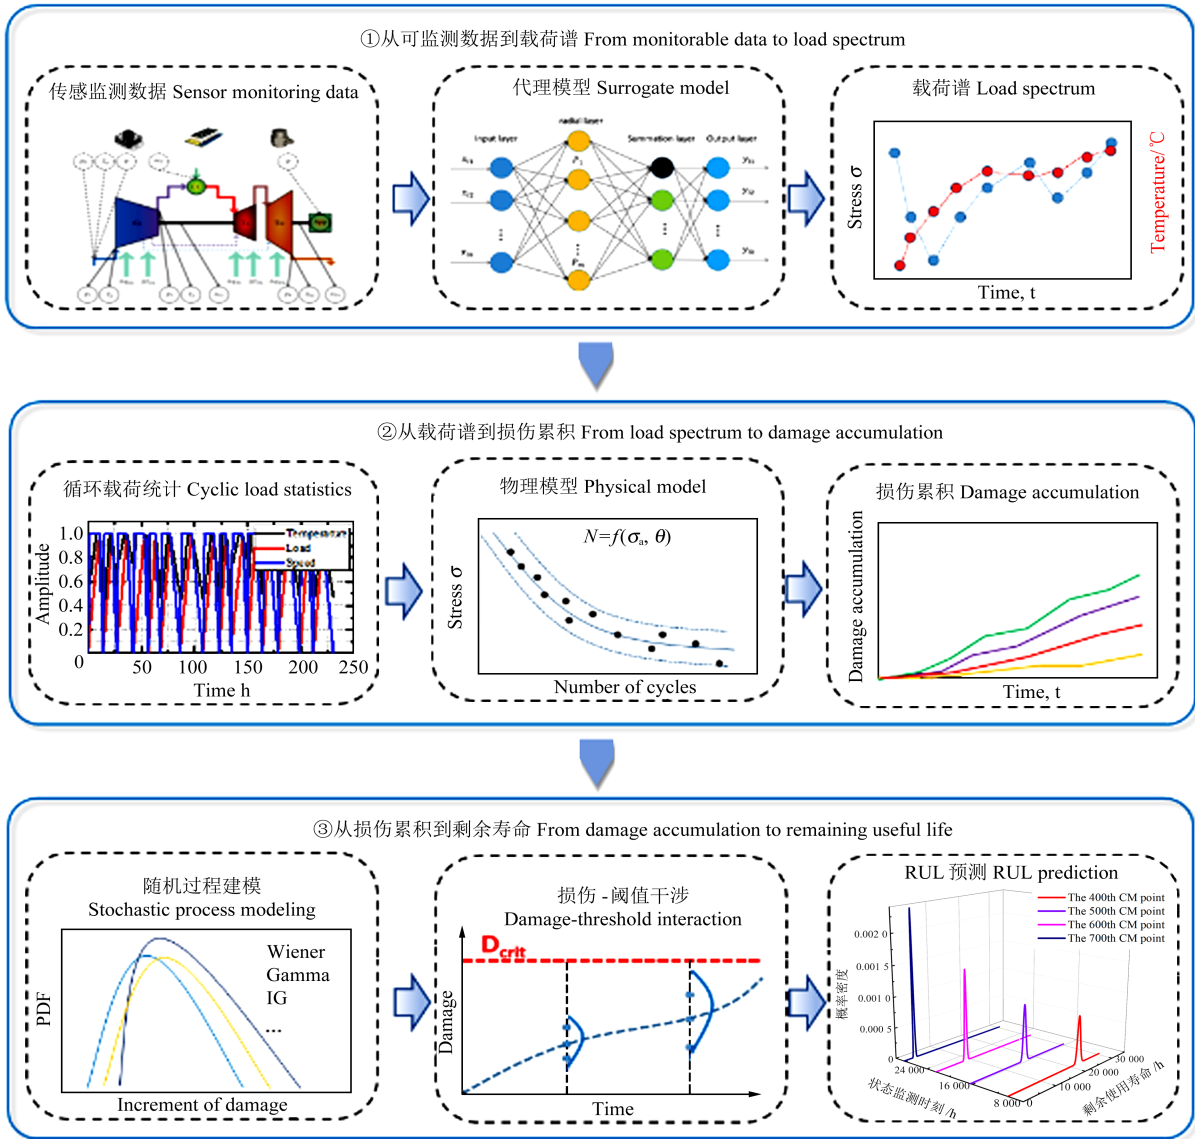 ①从可监测数据到载荷谱 From monitorable data to load spectrum
传感监测数据 Sensor monitoring data
代理模型 Surrogate model
Input layer
radial layer
Summation layer
Output layer
载荷谱 Load spectrum
Stress σ
Temperature/℃
Time, t
②从载荷谱到损伤累积 From load spectrum to damage accumulation
循环载荷统计 Cyclic load statistics
Amplitude
1.0
0.8
0.6
0.4
0.2
0
Temperature
Load
Speed
50
100
150
200
250
Time h
物理模型 Physical model
N=f(σa, θ)
Stress σ
Number of cycles
损伤累积 Damage accumulation
Damage accumulation
Time, t
③从损伤累积到剩余寿命 From damage accumulation to remaining useful life
随机过程建模
Stochastic process modeling
PDF
Wiener
Gamma
IG
...
Increment of damage
损伤 - 阈值干涉
Damage-threshold interaction
Dcrit
Damage
Time
RUL 预测 RUL prediction
The 400th CM point
The 500th CM point
The 600th CM point
The 700th CM point
概率密度
0.002 0
0.001 5
0.001 0
0.000 5
0
24 000
16 000
8 000
状态监测时刻 /h
0
10 000
20 000
30 000
剩余使用寿命 /h